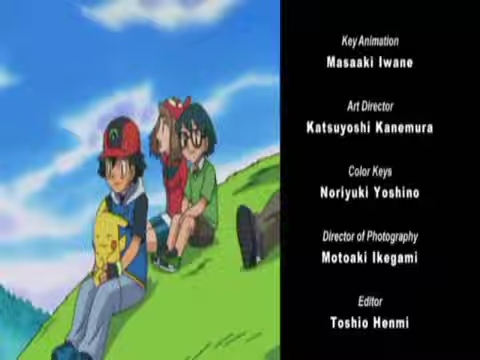 Key Animation
Masaaki Iwane
Art Director
Katsuyoshi Kanemura
Color Keys
Noriyuki Yoshino
Director of Photography
Motoaki Ikegami
Editor
Toshio Henmi